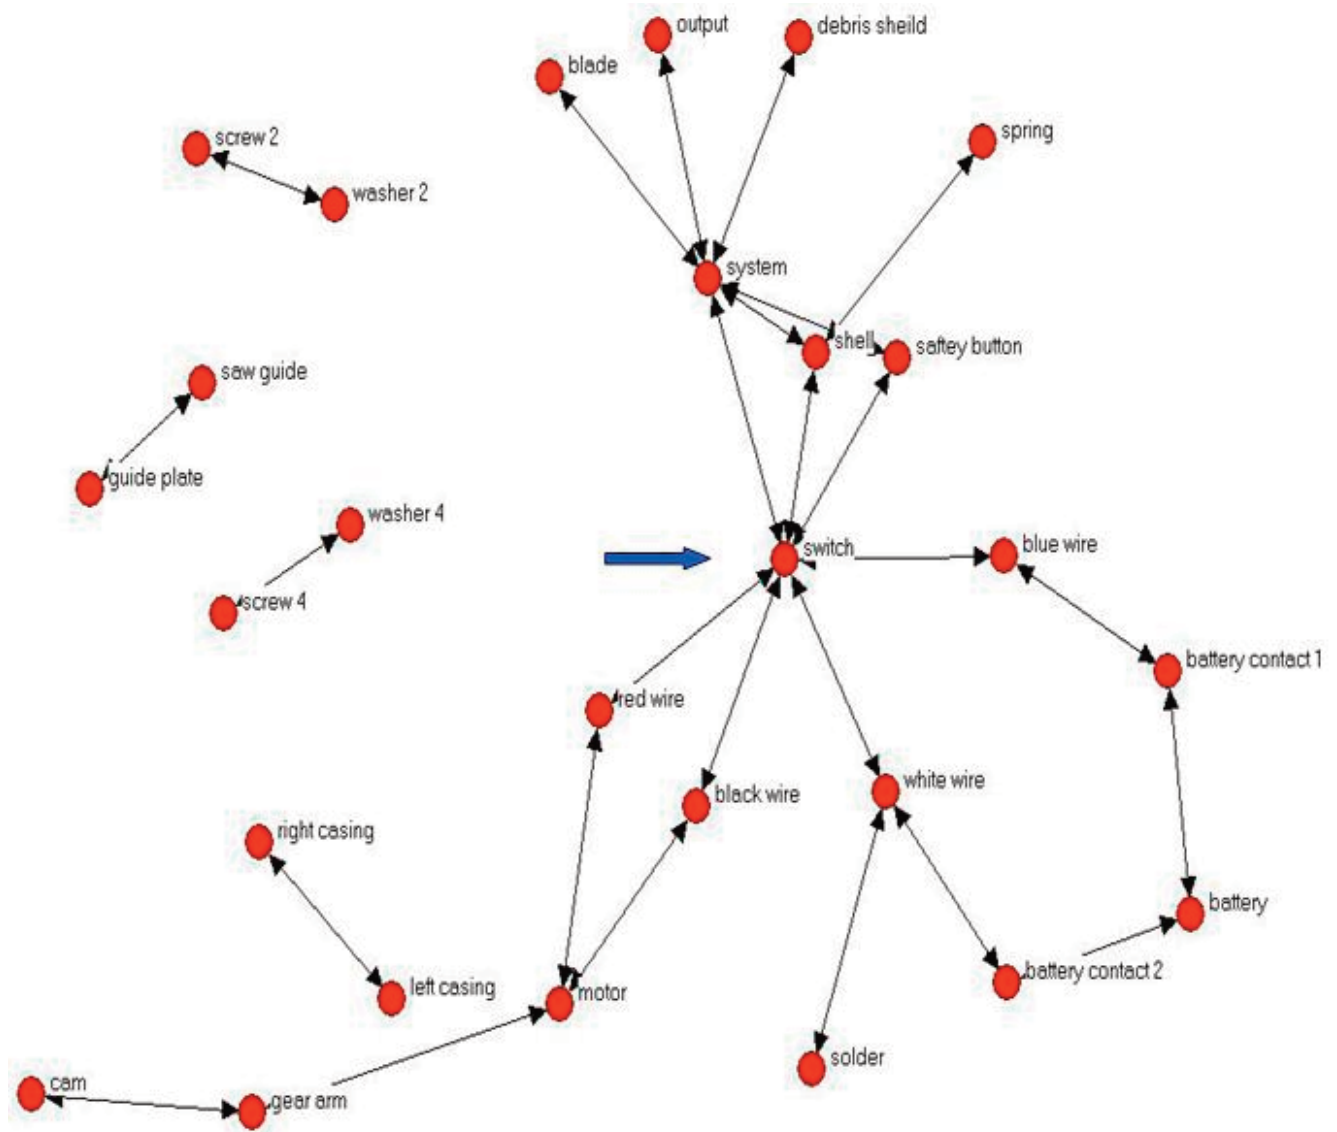 output
debris sheild
blade
spring
screw 2
washer 2
system
shell
saftey button
saw guide
guide plate
washer 4
switch
blue wire
screw 4
battery contact 1
red wire
white wire
black wire
right casing
battery
battery contact 2
left casing
motor
solder
cam
gear arm